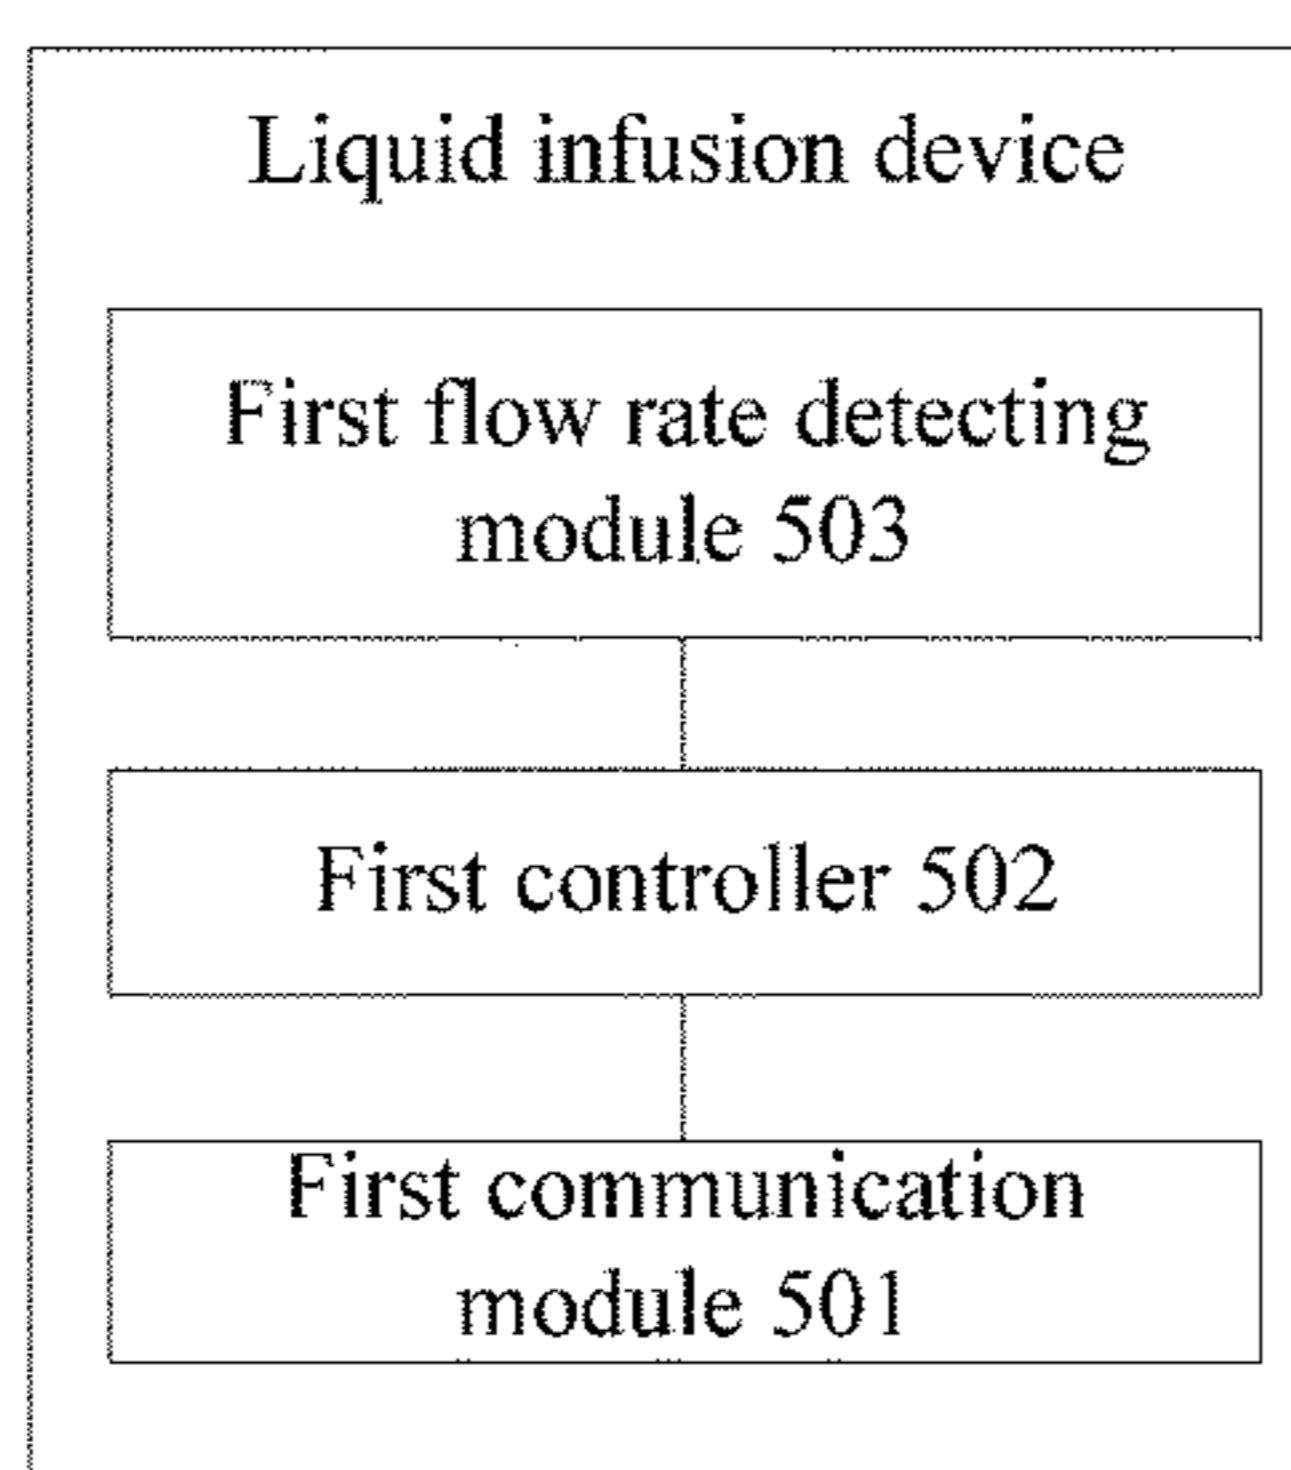 Liquid infusion device
First flow rate detecting
module 503
First controller 502
First communication
module 501